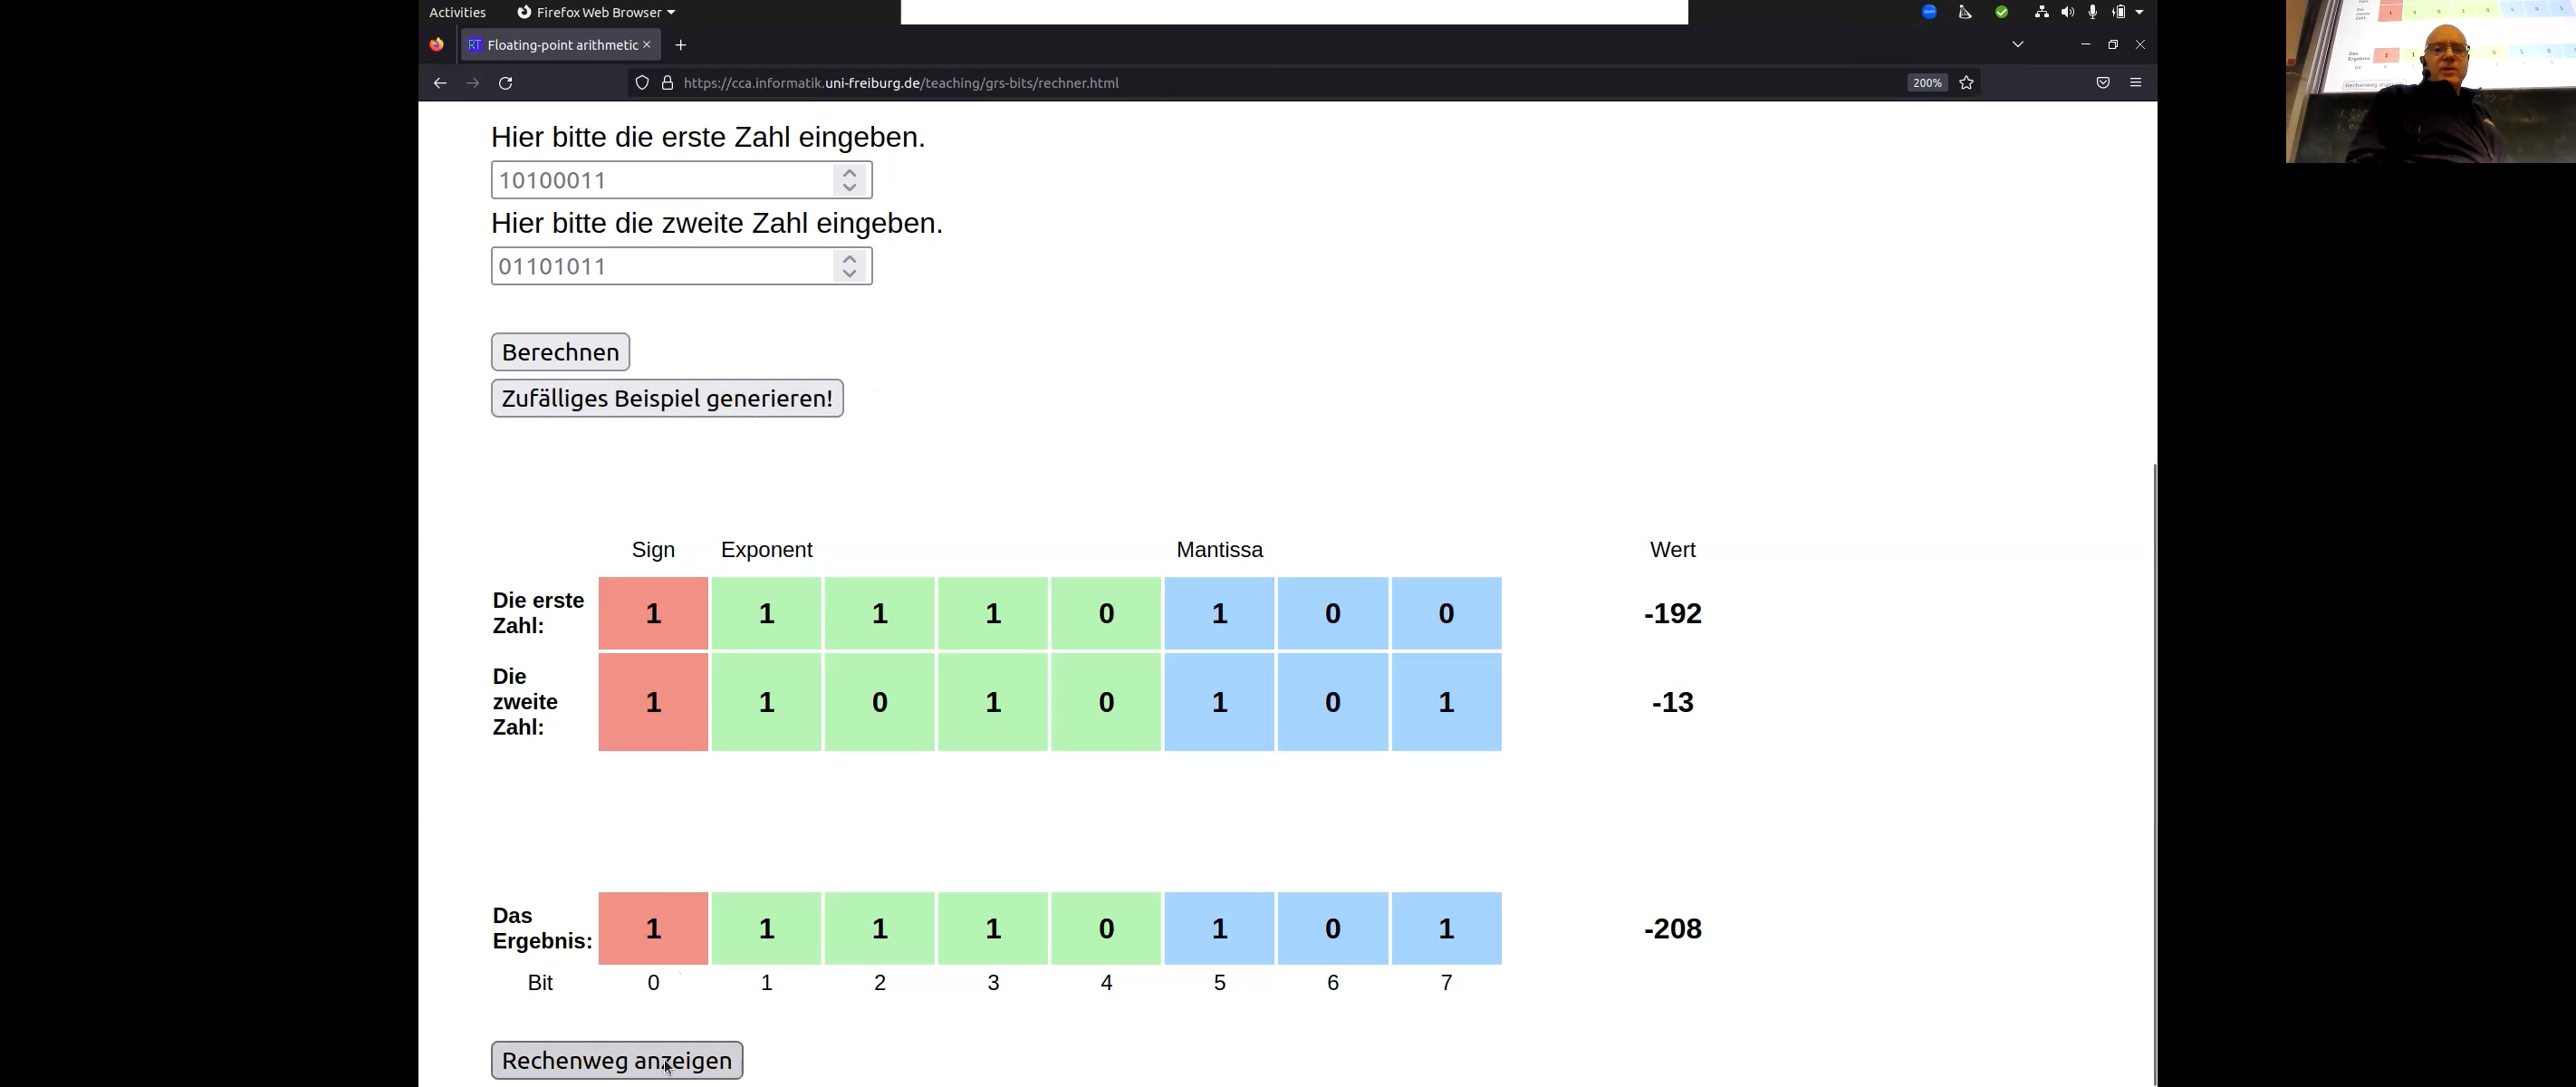 Activities Firefox Web Browser
Floating-point arithmetic
https://cca.informatik.uni-freiburg.de/teaching/grs-bits/rechner.html 200%
Hier bitte die erste Zahl eingeben.
10100011
Hier bitte die zweite Zahl eingeben.
01101011
Berechnen
Zufälliges Beispiel generieren!
Sign Exponent Mantissa Wert
Die erste
Zahl:
1 1 1 1 0 1 0 0 -192
Die
zweite
Zahl:
1 1 0 1 0 1 0 1 -13
Das
Ergebnis:
1 1 1 1 0 1 0 1 -208
Bit 0 1 2 3 4 5 6 7
Rechenweg anzeigen